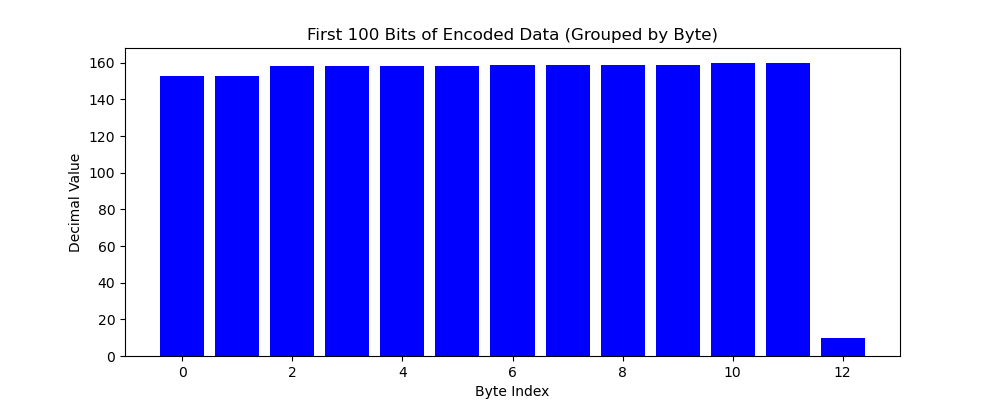 First 100 Bits of Encoded Data (Grouped by Byte)
160
140
120
100
80
60
40
20
0
Decimal Value
0 2 4 6 8 10 12
Byte Index